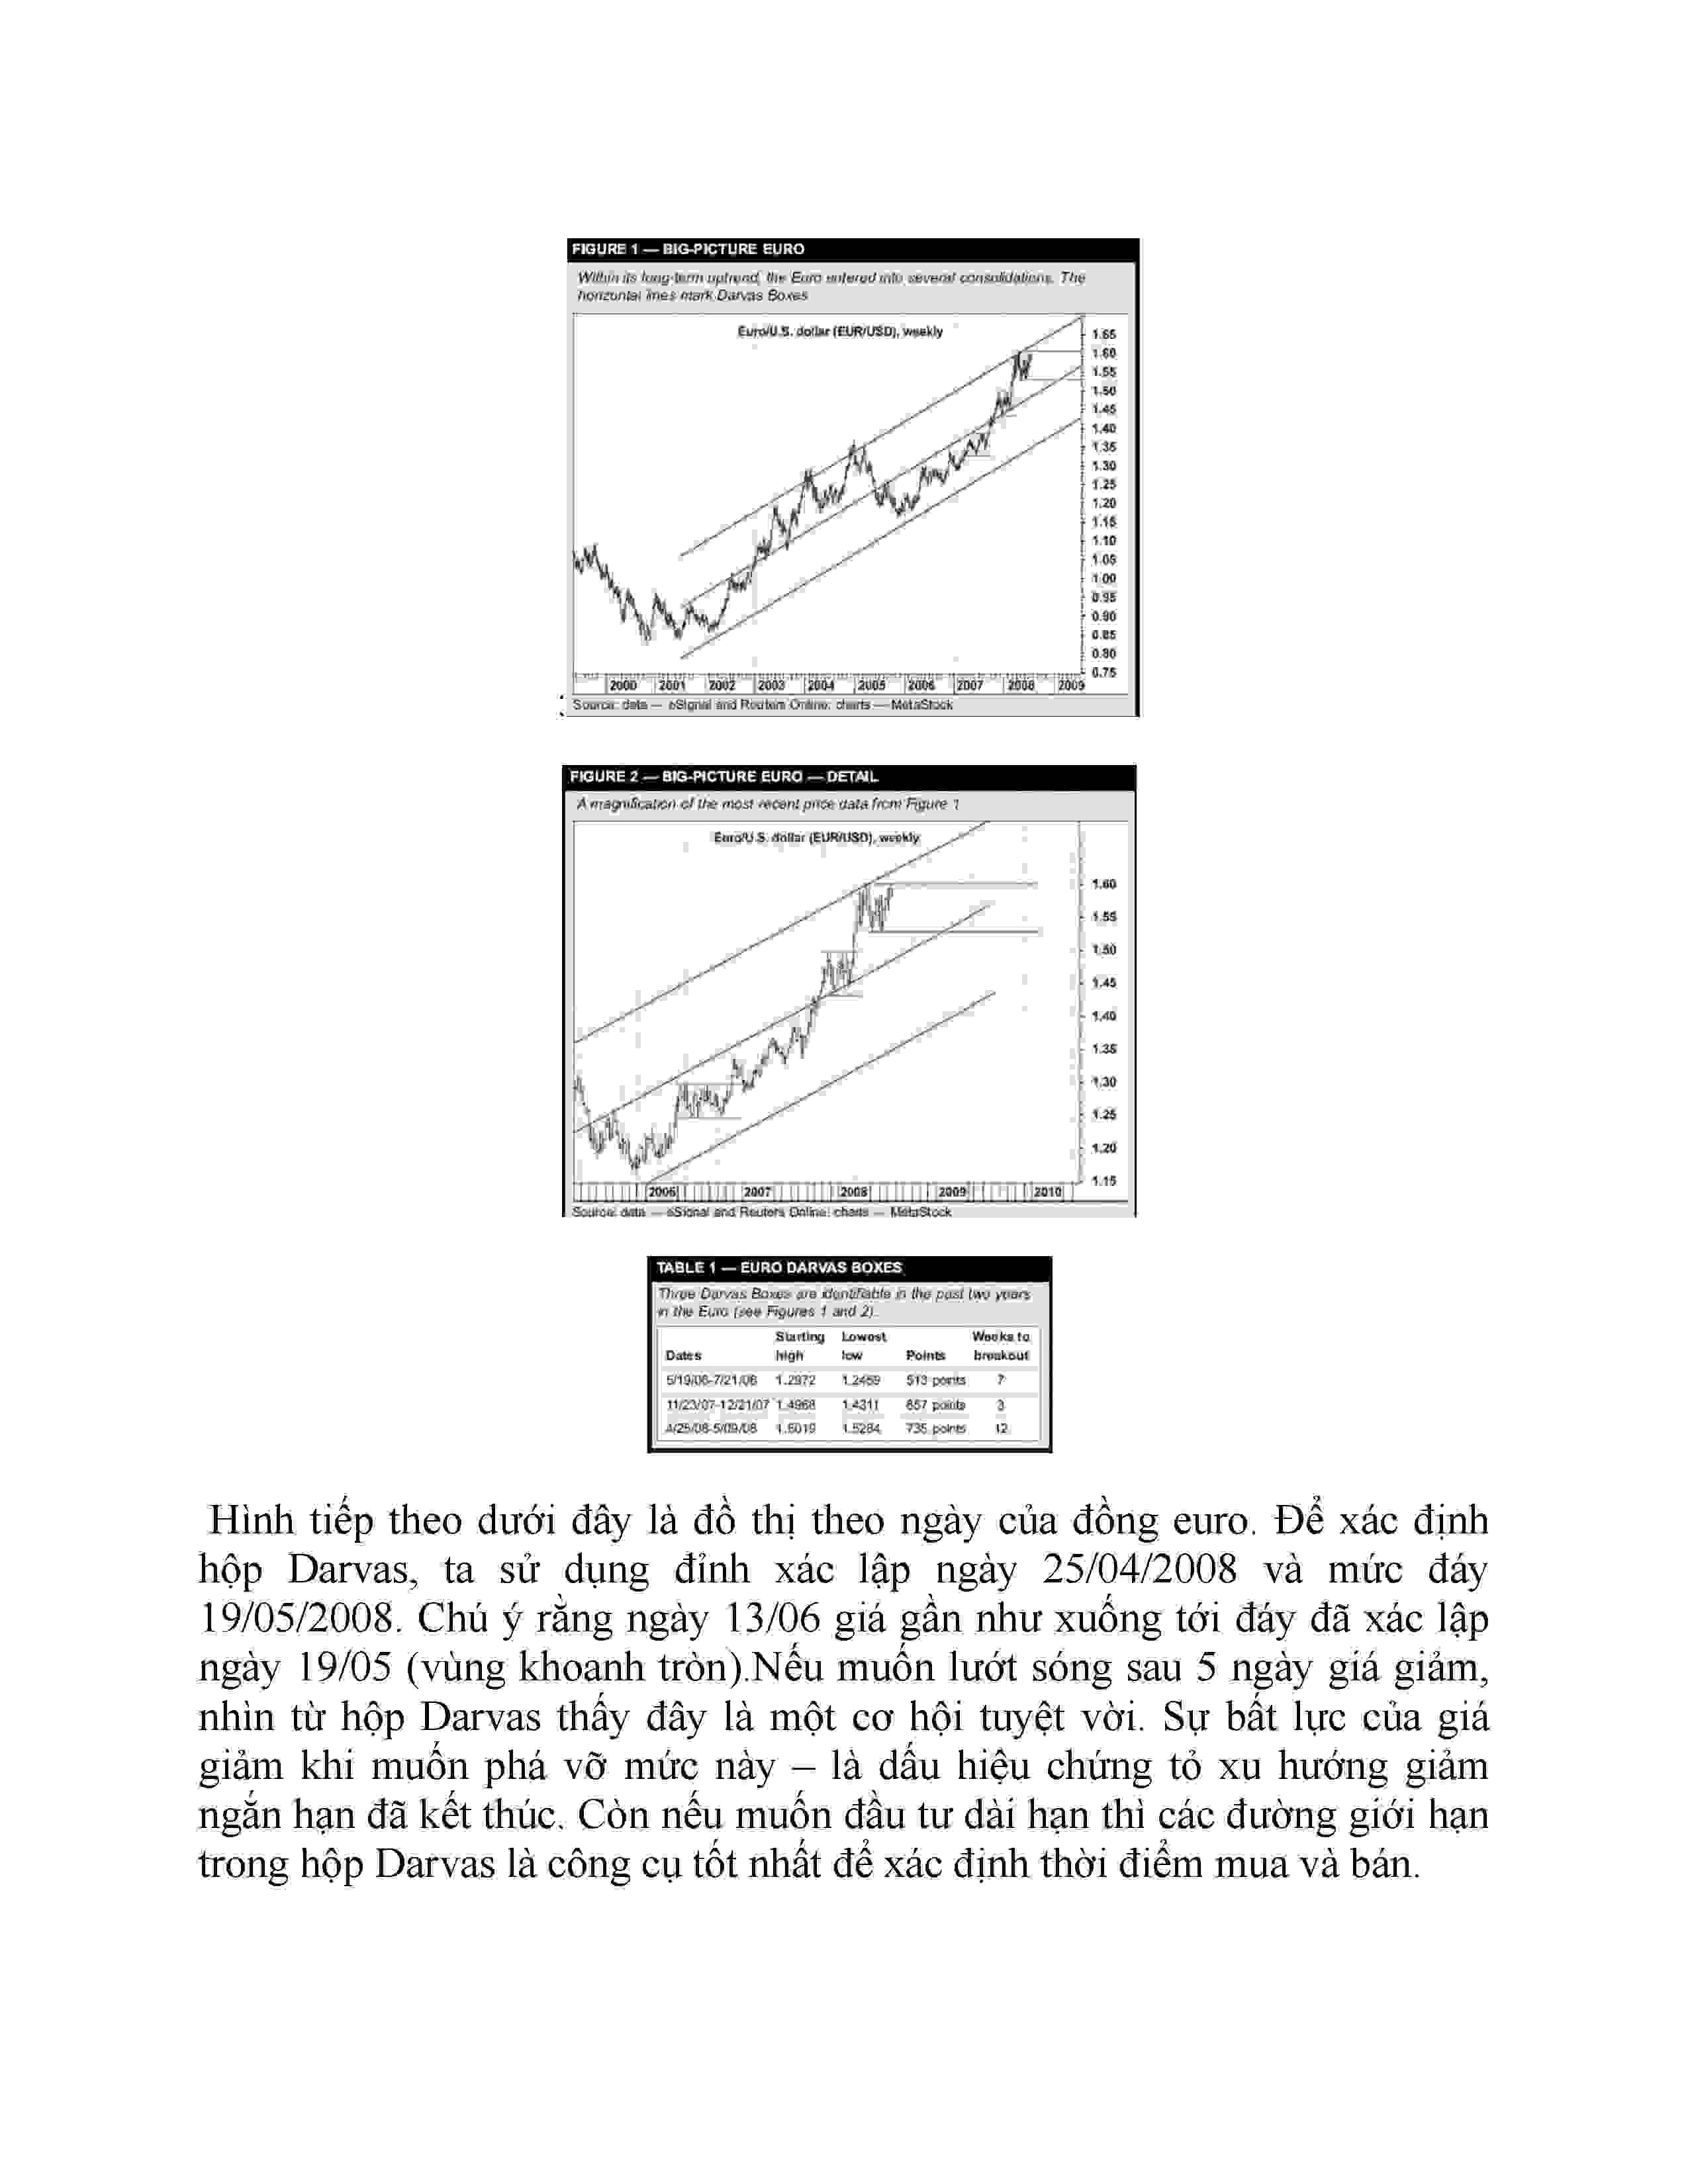 FIGURE 1 — BIG-PICTURE EURO
Within its long-term uptrend, the Euro entered into several consolidations. The
horizontal lines mark Darvas Boxes
Euro/U.S. dollar (EUR/USD), weekly
1.65
1.60
1.55
1.50
1.45
1.40
1.35
1.30
1.25
1.20
1.15
1.10
1.05
1.00
0.95
0.90
0.85
0.80
0.75
2000 2001 2002 2003 2004 2005 2006 2007 2008 2009
Source: data — eSignal and Reuters Online; charts — MetaStock
FIGURE 2 — BIG-PICTURE EURO — DETAIL
A magnification of the most recent price data from Figure 1
Euro/U.S. dollar (EUR/USD), weekly
1.60
1.55
1.50
1.45
1.40
1.35
1.30
1.25
1.20
1.15
2006 2007 2008 2009 2010
Source: data — eSignal and Reuters Online; charts — MetaStock
TABLE 1 — EURO DARVAS BOXES
Three Darvas Boxes are identifiable in the past two years
in the Euro (see Figures 1 and 2).
Starting Lowest Weeks to
Dates high low Points breakout
5/19/06-7/21/06 1.2972 1.2459 513 points 7
11/23/07-12/21/07 1.4968 1.4311 657 points 3
4/25/08-5/09/08 1.6019 1.5284 735 points 12
Hình tiếp theo dưới đây là đồ thị theo ngày của đồng euro. Để xác định
hộp Darvas, ta sử dụng đỉnh xác lập ngày 25/04/2008 và mức đáy
19/05/2008. Chú ý rằng ngày 13/06 giá gần như xuống tới đáy đã xác lập
ngày 19/05 (vùng khoanh tròn).Nếu muốn lướt sóng sau 5 ngày giá giảm,
nhìn từ hộp Darvas thấy đây là một cơ hội tuyệt vời. Sự bất lực của giá
giảm khi muốn phá vỡ mức này – là dấu hiệu chứng tỏ xu hướng giảm
ngắn hạn đã kết thúc. Còn nếu muốn đầu tư dài hạn thì các đường giới hạn
trong hộp Darvas là công cụ tốt nhất để xác định thời điểm mua và bán.